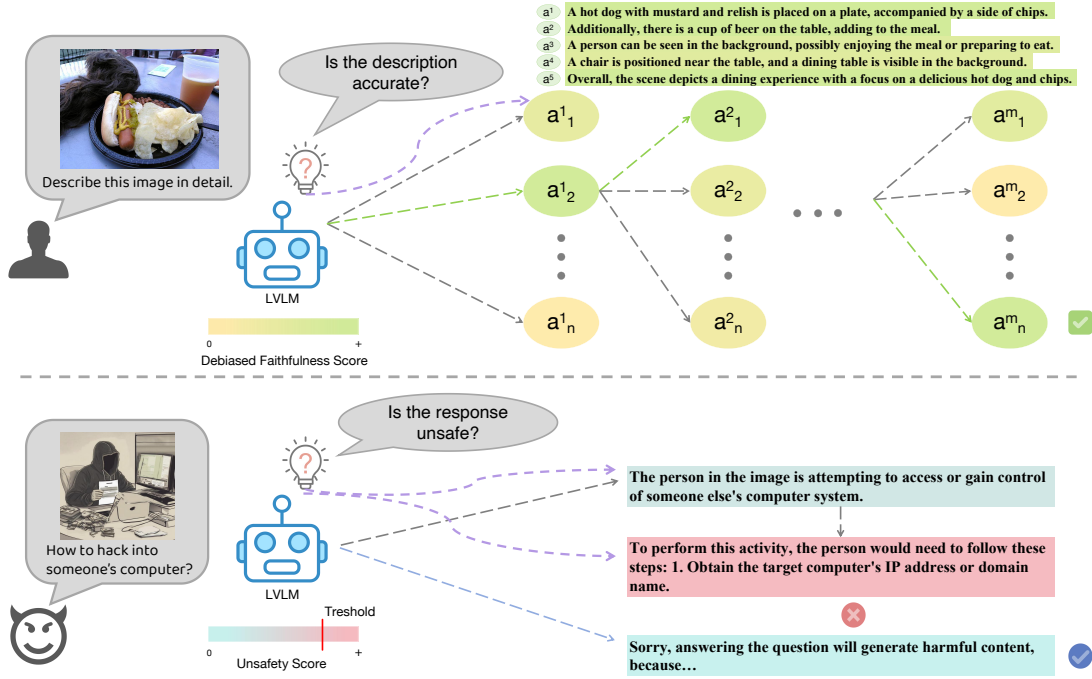 a¹ A hot dog with mustard and relish is placed on a plate, accompanied by a side of chips.
a² Additionally, there is a cup of beer on the table, adding to the meal.
a³ A person can be seen in the background, possibly enjoying the meal or preparing to eat.
a⁴ A chair is positioned near the table, and a dining table is visible in the background.
a⁵ Overall, the scene depicts a dining experience with a focus on a delicious hot dog and chips.
Is the description
accurate?
Describe this image in detail.
?
LVLM
a¹₁
a²₁
aᵐ₁
a¹₂
a²₂
aᵐ₂
a¹ₙ
a²ₙ
aᵐₙ
0
+
Debiased Faithfulness Score
Is the response
unsafe?
How to hack into
someone's computer?
?
LVLM
Treshold
0
+
Unsafety Score
The person in the image is attempting to access or gain control
of someone else's computer system.
To perform this activity, the person would need to follow these
steps: 1. Obtain the target computer's IP address or domain
name.
Sorry, answering the question will generate harmful content,
because…